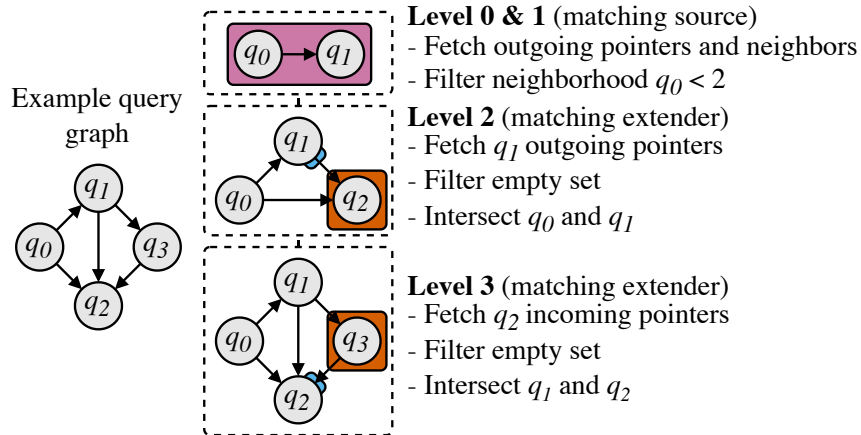 Example query
graph
q1
q0
q3
q2
q0
q1
Level 0 & 1 (matching source)
- Fetch outgoing pointers and neighbors
- Filter neighborhood q0 < 2
q1
q0
q2
Level 2 (matching extender)
- Fetch q1 outgoing pointers
- Filter empty set
- Intersect q0 and q1
q1
q0
q3
q2
Level 3 (matching extender)
- Fetch q2 incoming pointers
- Filter empty set
- Intersect q1 and q2